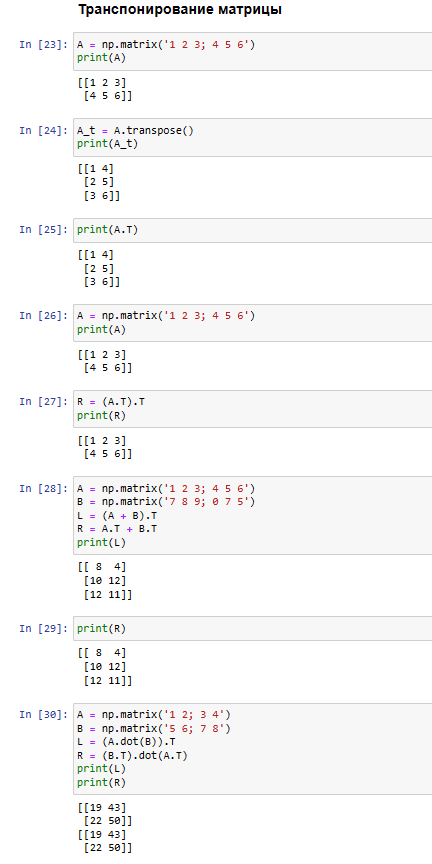 Транспонирование матрицы
In [23]: A = np.matrix('1 2 3; 4 5 6')
print(A)
[[1 2 3]
 [4 5 6]]
In [24]: A_t = A.transpose()
print(A_t)
[[1 4]
 [2 5]
 [3 6]]
In [25]: print(A.T)
[[1 4]
 [2 5]
 [3 6]]
In [26]: A = np.matrix('1 2 3; 4 5 6')
print(A)
[[1 2 3]
 [4 5 6]]
In [27]: R = (A.T).T
print(R)
[[1 2 3]
 [4 5 6]]
In [28]: A = np.matrix('1 2 3; 4 5 6')
B = np.matrix('7 8 9; 0 7 5')
L = (A + B).T
R = A.T + B.T
print(L)
[[ 8  4]
 [10 12]
 [12 11]]
In [29]: print(R)
[[ 8  4]
 [10 12]
 [12 11]]
In [30]: A = np.matrix('1 2; 3 4')
B = np.matrix('5 6; 7 8')
L = (A.dot(B)).T
R = (B.T).dot(A.T)
print(L)
print(R)
[[19 43]
 [22 50]]
[[19 43]
 [22 50]]